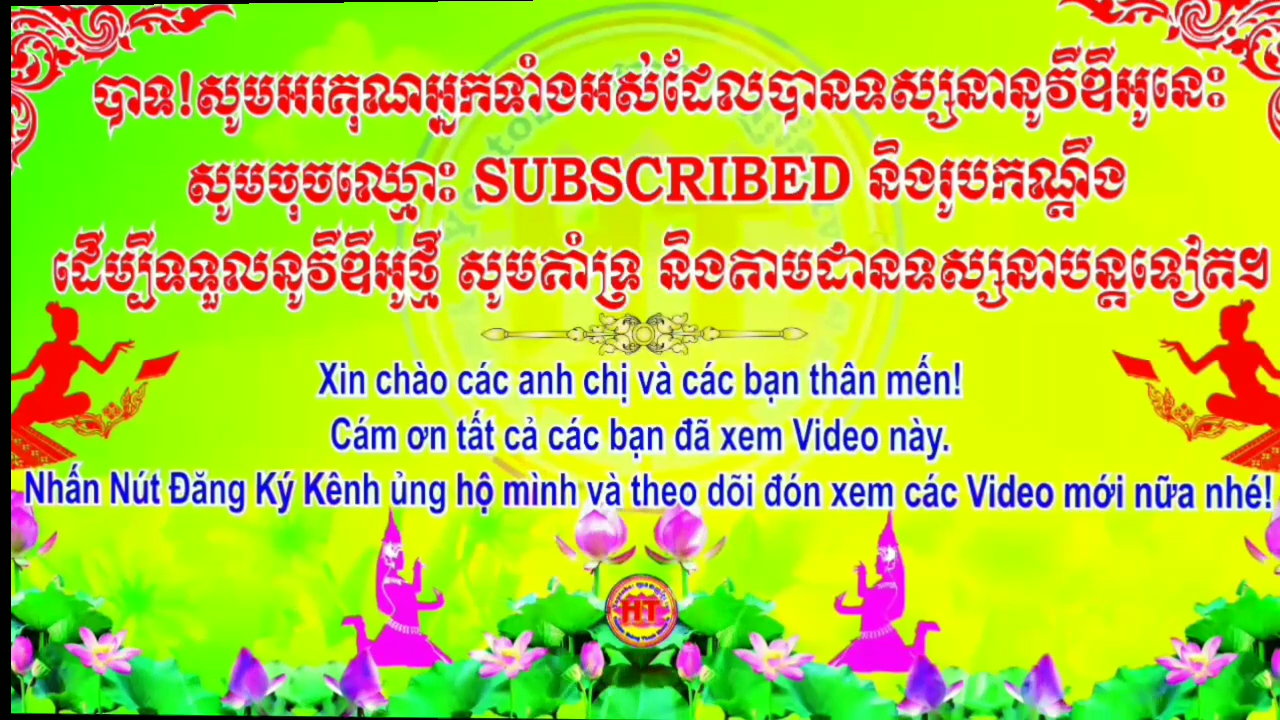 បាទ!សូមអរគុណអ្នកទាំងអស់ដែលបានទស្សនានូវវីឌីអូនេះ
សូមចុចឈ្មោះ SUBSCRIBED និងរូបកណ្តឹង
ដើម្បីទទួលនូវវីឌីអូថ្មី សូមគាំទ្រ និងតាមដានទស្សនាបន្តទៀត។
Xin chào các anh chị và các bạn thân mến!
Cám ơn tất cả các bạn đã xem Video này.
Nhấn Nút Đăng Ký Kênh ủng hộ mình và theo dõi đón xem các Video mới nữa nhé!
HT